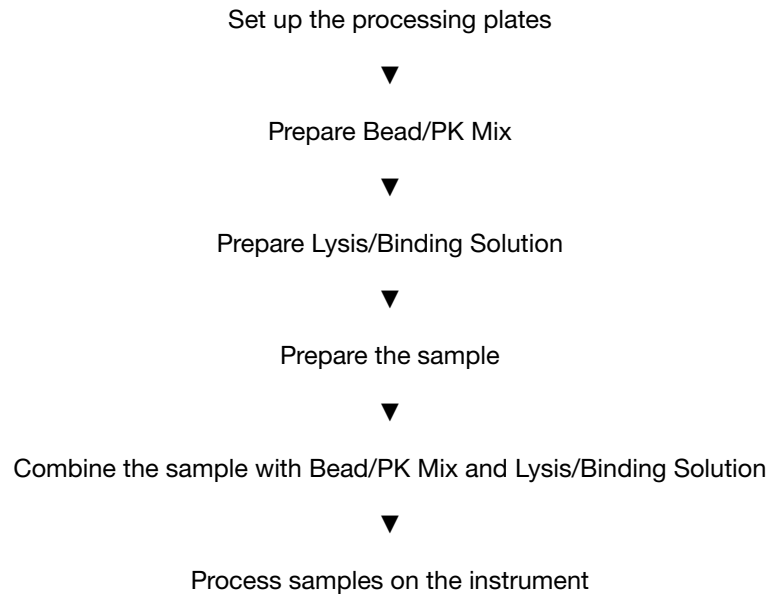 Set up the processing plates
Prepare Bead/PK Mix
Prepare Lysis/Binding Solution
Prepare the sample
Combine the sample with Bead/PK Mix and Lysis/Binding Solution
Process samples on the instrument